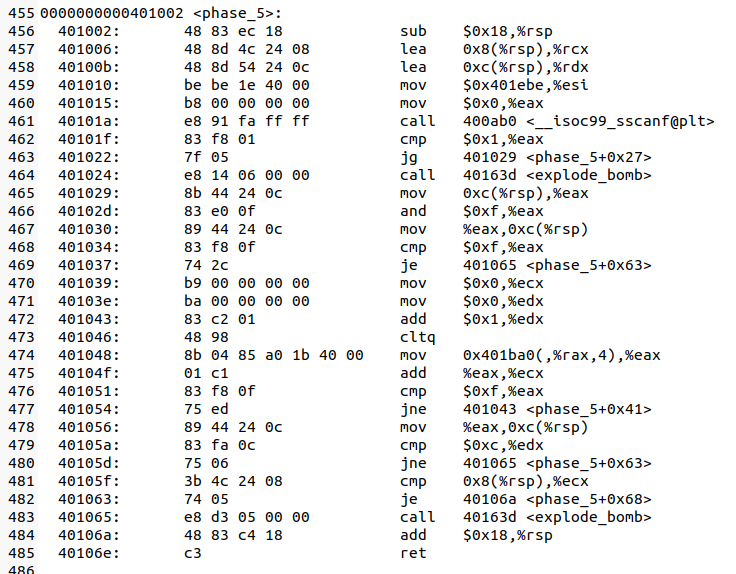 455 0000000000401002 <phase_5>:
456 401002: 48 83 ec 18 sub $0x18,%rsp
457 401006: 48 8d 4c 24 08 lea 0x8(%rsp),%rcx
458 40100b: 48 8d 54 24 0c lea 0xc(%rsp),%rdx
459 401010: be be 1e 40 00 mov $0x401ebe,%esi
460 401015: b8 00 00 00 00 mov $0x0,%eax
461 40101a: e8 91 fa ff ff call 400ab0 <__isoc99_sscanf@plt>
462 40101f: 83 f8 01 cmp $0x1,%eax
463 401022: 7f 05 jg 401029 <phase_5+0x27>
464 401024: e8 14 06 00 00 call 40163d <explode_bomb>
465 401029: 8b 44 24 0c mov 0xc(%rsp),%eax
466 40102d: 83 e0 0f and $0xf,%eax
467 401030: 89 44 24 0c mov %eax,0xc(%rsp)
468 401034: 83 f8 0f cmp $0xf,%eax
469 401037: 74 2c je 401065 <phase_5+0x63>
470 401039: b9 00 00 00 00 mov $0x0,%ecx
471 40103e: ba 00 00 00 00 mov $0x0,%edx
472 401043: 83 c2 01 add $0x1,%edx
473 401046: 48 98 cltq
474 401048: 8b 04 85 a0 1b 40 00 mov 0x401ba0(,%rax,4),%eax
475 40104f: 01 c1 add %eax,%ecx
476 401051: 83 f8 0f cmp $0xf,%eax
477 401054: 75 ed jne 401043 <phase_5+0x41>
478 401056: 89 44 24 0c mov %eax,0xc(%rsp)
479 40105a: 83 fa 0c cmp $0xc,%edx
480 40105d: 75 06 jne 401065 <phase_5+0x63>
481 40105f: 3b 4c 24 08 cmp 0x8(%rsp),%ecx
482 401063: 74 05 je 40106a <phase_5+0x68>
483 401065: e8 d3 05 00 00 call 40163d <explode_bomb>
484 40106a: 48 83 c4 18 add $0x18,%rsp
485 40106e: c3 ret
486